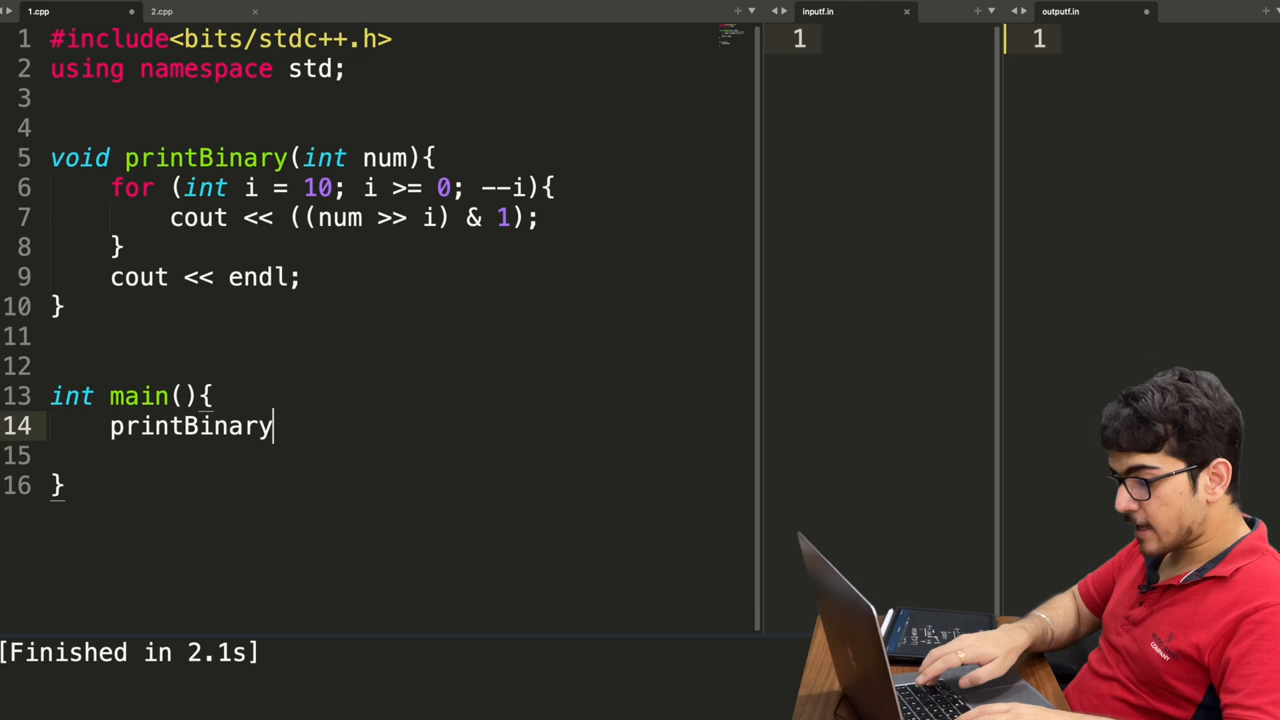 1.cpp
2.cpp
inputf.in
outputf.in
1 #include<bits/stdc++.h>
2 using namespace std;
3
4
5 void printBinary(int num){
6 for (int i = 10; i >= 0; --i){
7 cout << ((num >> i) & 1);
8 }
9 cout << endl;
10 }
11
12
13 int main(){
14 printBinary
15
16 }
1
1
[Finished in 2.1s]
COMPANY